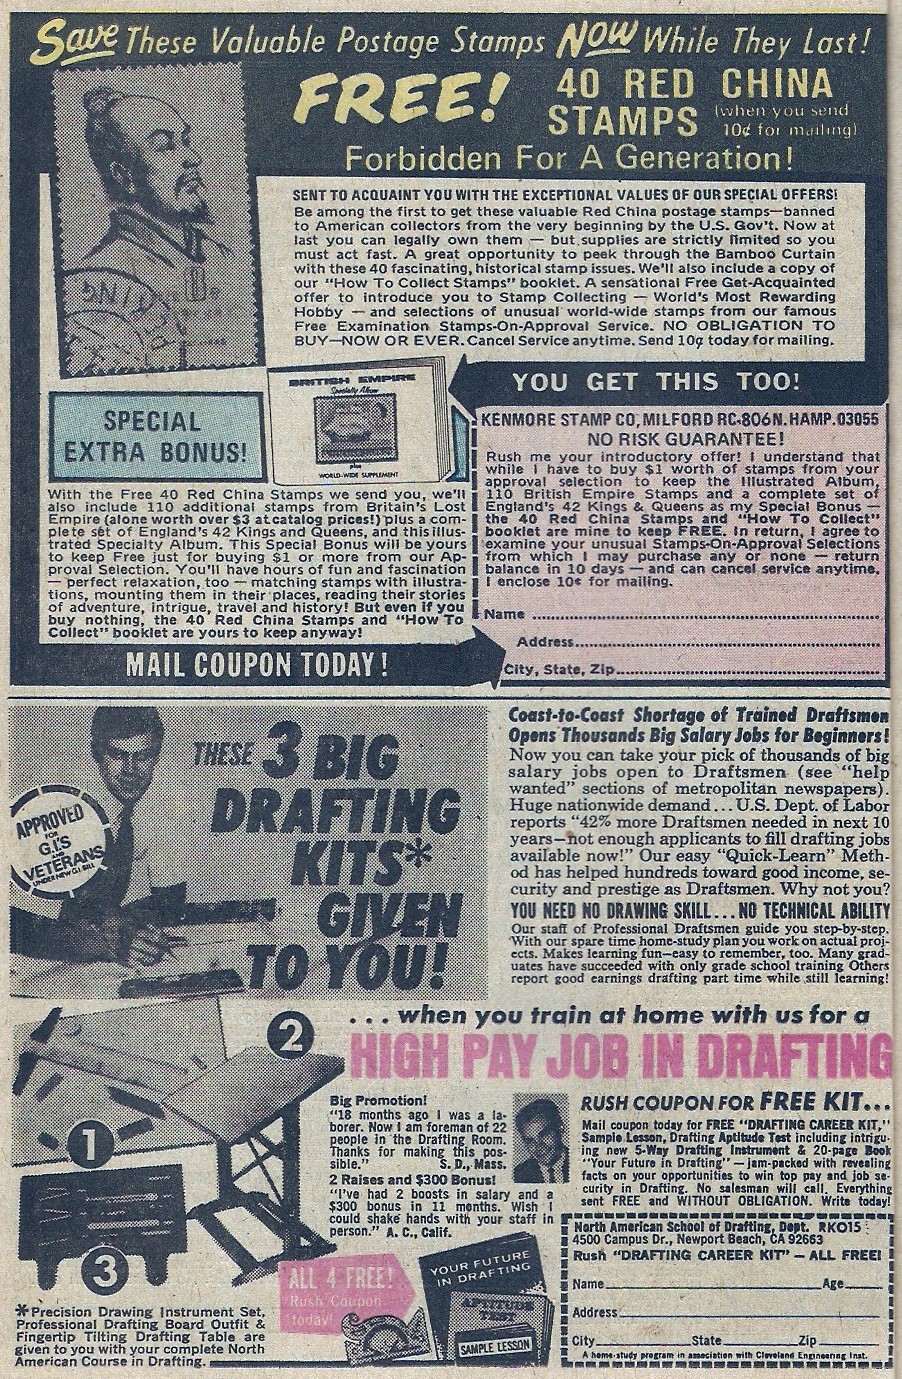 Save These Valuable Postage Stamps NOW While They Last!
FREE!
40 RED CHINA
STAMPS (when you send
10¢ for mailing)
Forbidden For A Generation!
SENT TO ACQUAINT YOU WITH THE EXCEPTIONAL VALUES OF OUR SPECIAL OFFERS!
Be among the first to get these valuable Red China postage stamps—banned
to American collectors from the very beginning by the U.S. Gov't. Now at
last you can legally own them — but supplies are strictly limited so you
must act fast. A great opportunity to peek through the Bamboo Curtain
with these 40 fascinating, historical stamp issues. We'll also include a copy of
our "How To Collect Stamps" booklet. A sensational Free Get-Acquainted
offer to introduce you to Stamp Collecting — World's Most Rewarding
Hobby — and selections of unusual world-wide stamps from our famous
Free Examination Stamps-On-Approval Service. NO OBLIGATION TO
BUY—NOW OR EVER. Cancel Service anytime. Send 10¢ today for mailing.
BRITISH EMPIRE
Specialty Album
plus
WORLD-WIDE SUPPLEMENT
YOU GET THIS TOO!
SPECIAL
EXTRA BONUS!
With the Free 40 Red China Stamps we send you, we'll
also include 110 additional stamps from Britain's Lost
Empire (alone worth over $3 at catalog prices!) plus a com-
plete set of England's 42 Kings and Queens, and this illus-
trated Specialty Album. This Special Bonus will be yours
to keep Free just for buying $1 or more from our Ap-
proval Selection. You'll have hours of fun and fascination
— perfect relaxation, too — matching stamps with illustra-
tions, mounting them in their places, reading their stories
of adventure, intrigue, travel and history! But even if you
buy nothing, the 40 Red China Stamps and "How To
Collect" booklet are yours to keep anyway!
MAIL COUPON TODAY!
KENMORE STAMP CO, MILFORD RC-806 N. HAMP. 03055
NO RISK GUARANTEE!
Rush me your introductory offer! I understand that
while I have to buy $1 worth of stamps from your
approval selection to keep the Illustrated Album,
110 British Empire Stamps and a complete set of
England's 42 Kings & Queens as my Special Bonus —
the 40 Red China Stamps and "How To Collect"
booklet are mine to keep FREE. In return, I agree to
examine your unusual Stamps-On-Approval Selections
from which I may purchase any or none — return
balance in 10 days — and can cancel service anytime.
I enclose 10¢ for mailing.
Name
Address
City, State, Zip
THESE 3 BIG
DRAFTING
KITS*
GIVEN
TO YOU!
APPROVED
FOR
G.I.'S
AND
VETERANS
UNDER NEW G.I. BILL
Coast-to-Coast Shortage of Trained Draftsmen
Opens Thousands Big Salary Jobs for Beginners!
Now you can take your pick of thousands of big
salary jobs open to Draftsmen (see "help
wanted" sections of metropolitan newspapers).
Huge nationwide demand... U.S. Dept. of Labor
reports "42% more Draftsmen needed in next 10
years—not enough applicants to fill drafting jobs
available now!" Our easy "Quick-Learn" Meth-
od has helped hundreds toward good income, se-
curity and prestige as Draftsmen. Why not you?
YOU NEED NO DRAWING SKILL... NO TECHNICAL ABILITY
Our staff of Professional Draftsmen guide you step-by-step.
With our spare time home-study plan you work on actual proj-
ects. Makes learning fun—easy to remember, too. Many grad-
uates have succeeded with only grade school training Others
report good earnings drafting part time while still learning!
... when you train at home with us for a
HIGH PAY JOB IN DRAFTING
1
2
3
Big Promotion!
"18 months ago I was a la-
borer. Now I am foreman of 22
people in the Drafting Room.
Thanks for making this pos-
sible." S. D., Mass.
2 Raises and $300 Bonus!
"I've had 2 boosts in salary and a
$300 bonus in 11 months. Wish I
could shake hands with your staff in
person." A. C., Calif.
RUSH COUPON FOR FREE KIT...
Mail coupon today for FREE "DRAFTING CAREER KIT,"
Sample Lesson, Drafting Aptitude Test including intrigu-
ing new 5-Way Drafting Instrument & 20-page Book
"Your Future in Drafting" — jam-packed with revealing
facts on your opportunities to win top pay and job se-
curity in Drafting. No salesman will call. Everything
sent FREE and WITHOUT OBLIGATION. Write today!
ALL 4 FREE!
Rush Coupon
today!
YOUR FUTURE
IN DRAFTING
SAMPLE LESSON
*Precision Drawing Instrument Set,
Professional Drafting Board Outfit &
Fingertip Tilting Drafting Table are
given to you with your complete North
American Course in Drafting.
North American School of Drafting, Dept. RKO15
4500 Campus Dr., Newport Beach, CA 92663
Rush "DRAFTING CAREER KIT" — ALL FREE!
Name Age
Address
City State Zip
A home-study program in association with Cleveland Engineering Inst.